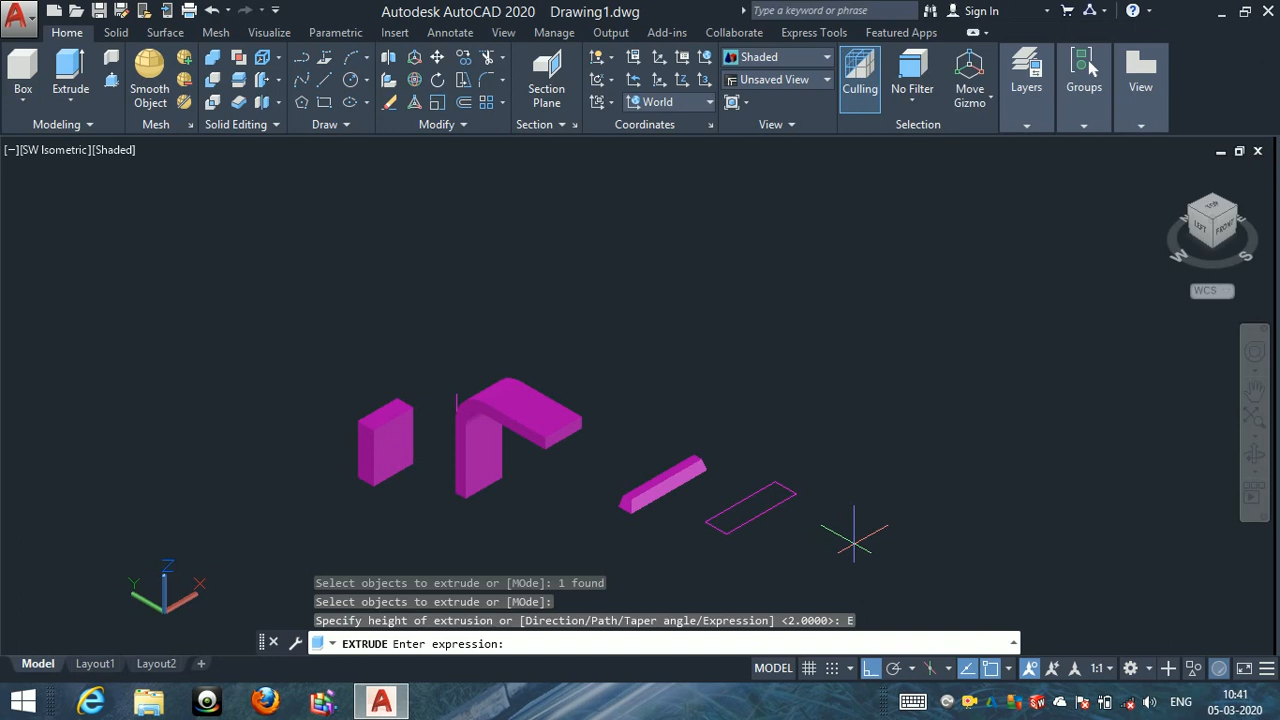 Autodesk AutoCAD 2020 Drawing1.dwg
Type a keyword or phrase
Sign In
Home Solid Surface Mesh Visualize Parametric Insert Annotate View Manage Output Add-ins Collaborate Express Tools Featured Apps
Box
Extrude
Smooth Object
Section Plane
Shaded
Unsaved View
World
Culling
No Filter
Move Gizmo
Layers
Groups
View
Modeling
Mesh
Solid Editing
Draw
Modify
Section
Coordinates
View
Selection
[−][SW Isometric][Shaded]
TOP
LEFT
FRONT
W
S
WCS
Z
Y
X
Select objects to extrude or [MOde]: 1 found
Select objects to extrude or [MOde]:
Specify height of extrusion or [Direction/Path/Taper angle/Expression] <2.0000>: E
EXTRUDE Enter expression:
Model Layout1 Layout2 +
MODEL
1:1
ENG
10:41
05-03-2020